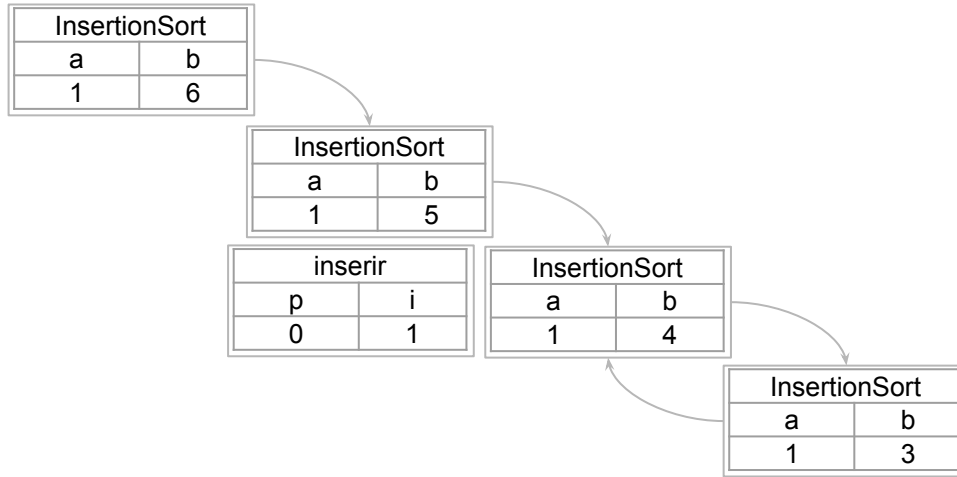 InsertionSort
a b
1 6
InsertionSort
a b
1 5
inserir
p i
0 1
InsertionSort
a b
1 4
InsertionSort
a b
1 3